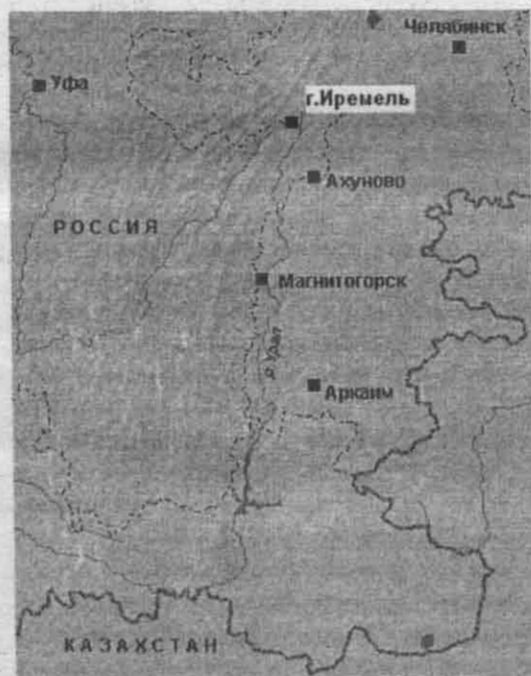 Челябинск
Уфа
г.Иремель
Ахуново
РОССИЯ
Магнитогорск
р. Урал
Аркаим
КАЗАХСТАН